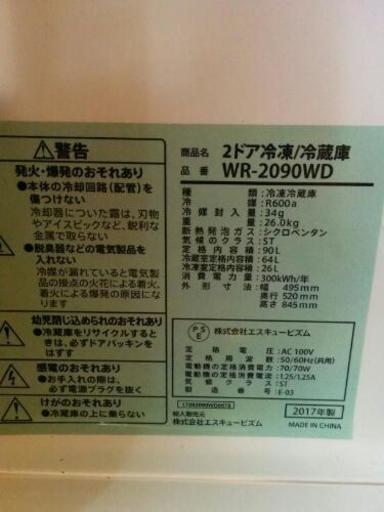 ⚠警告
発火・爆発のおそれあり
●本体の冷却回路(配管)を
傷つけない
冷却器についた霜は、刃物
やアイスピックなど、鋭利な
金属で取らない
●脱臭器などの電気製品を
入れない
冷媒が漏れていると電気製
品の接点の火花による着火、
着火による爆発の原因に
なります。
幼児閉じ込められのおそれあり
●冷蔵庫をリサイクルすると
きは、必ずドアパッキンを
はずす
感電のおそれあり
●お手入れの際は、
必ず電源プラグを抜く
けがのおそれあり
●冷蔵庫の上に乗らない
商品名 2ドア冷凍/冷蔵庫
品番 WR-2090WD
種類:冷凍冷蔵庫
冷媒:R600a
冷媒封入量:34g
重量:26.0kg
断熱発泡ガス:シクロペンタン
気候のクラス:ST
定格内容積:90L
冷蔵室定格内容積:64L
冷凍室定格内容積:26L
消費電力量:300kWh/年
外形寸法:幅 495mm
奥行 520mm
高さ 845mm
PSE 株式会社エスキュービズム
定格電圧:AC 100V
定格周波数:50/60Hz(共用)
電動機の定格消費電力:70/70W
電動機の定格消費電流:1.25/1.25A
気候クラス:ST
製造番号:E-03
輸入販売元
株式会社エスキュービズム
2017年製
MADE IN CHINA